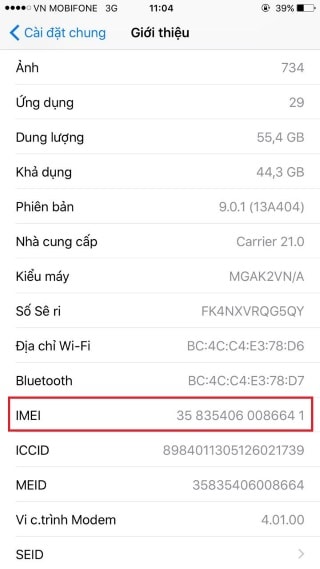 VN MOBIFONE 3G 11:04 39%
Cài đặt chung Giới thiệu
Ảnh 734
Ứng dụng 29
Dung lượng 55,4 GB
Khả dụng 44,3 GB
Phiên bản 9.0.1 (13A404)
Nhà cung cấp Carrier 21.0
Kiểu máy MGAK2VN/A
Số Sê ri FK4NXVRQG5QY
Địa chỉ Wi-Fi BC:4C:C4:E3:78:D6
Bluetooth BC:4C:C4:E3:78:D7
IMEI 35 835406 008664 1
ICCID 8984011305126021739
MEID 35835406008664
Vi c.trình Modem 4.01.00
SEID